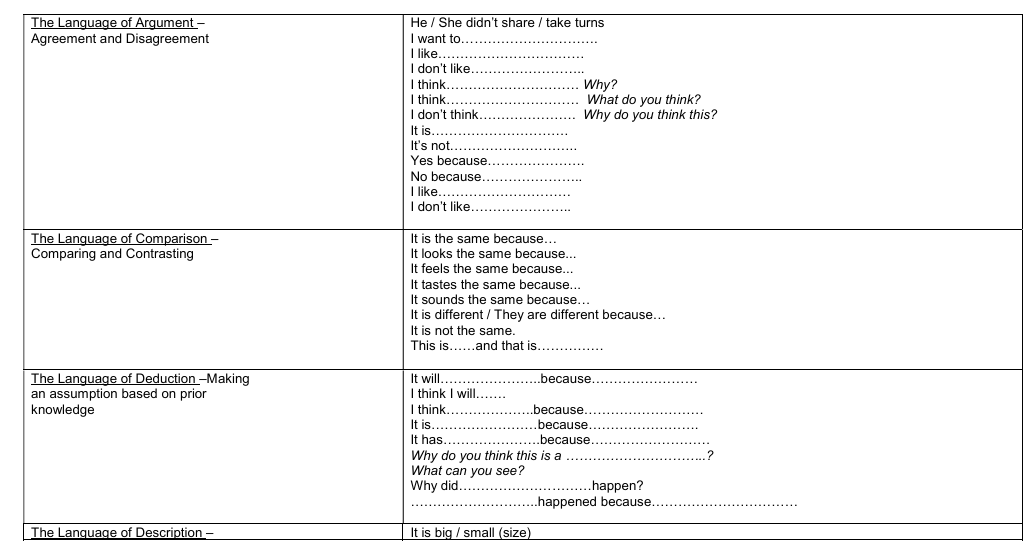 The Language of Argument –
Agreement and Disagreement
He / She didn’t share / take turns
I want to………………………….
I like………………………………
I don’t like……………………..
I think…………………………. Why?
I think………………………….  What do you think?
I don’t think………………….  Why do you think this?
It is………………………….
It’s not………………………..
Yes because………………….
No because…………………..
I like……………………………
I don’t like…………………..
The Language of Comparison –
Comparing and Contrasting
It is the same because…
It looks the same because...
It feels the same because...
It tastes the same because...
It sounds the same because…
It is different / They are different because…
It is not the same.
This is……and that is……………
The Language of Deduction –Making
an assumption based on prior
knowledge
It will…………………..because……………………
I think I will…….
I think………………..because………………………
It is……………………because…………………….
It has………………….because………………………
Why do you think this is a …………………………..?
What can you see?
Why did…………………………happen?
………………………..happened because……………………………
The Language of Description –
It is big / small (size)